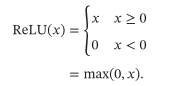 ReLU(x) = { x   x ≥ 0
0   x < 0
= max(0, x).